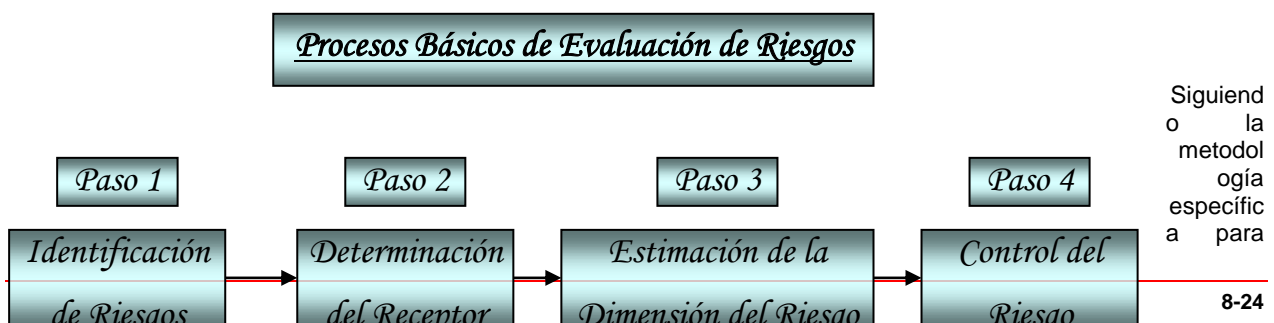 Procesos Básicos de Evaluación de Riesgos
Siguiend
o la
metodol
ogía
específic
a para
Paso 1
Paso 2
Paso 3
Paso 4
Identificación
de Riesgos
Determinación
del Receptor
Estimación de la
Dimensión del Riesgo
Control del
Riesgo
8-24